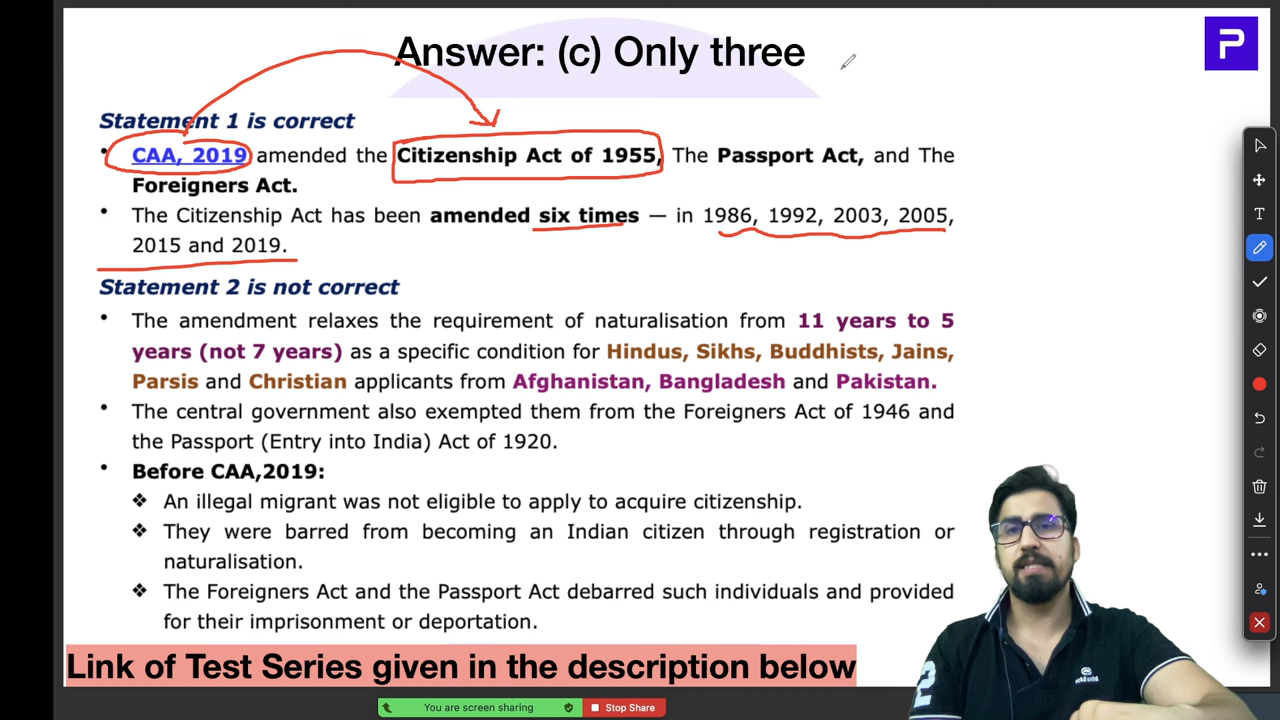 Answer: (c) Only three
P
Statement 1 is correct
• CAA, 2019 amended the Citizenship Act of 1955, The Passport Act, and The
Foreigners Act.
• The Citizenship Act has been amended six times — in 1986, 1992, 2003, 2005,
2015 and 2019.
Statement 2 is not correct
• The amendment relaxes the requirement of naturalisation from 11 years to 5
years (not 7 years) as a specific condition for Hindus, Sikhs, Buddhists, Jains,
Parsis and Christian applicants from Afghanistan, Bangladesh and Pakistan.
• The central government also exempted them from the Foreigners Act of 1946 and
the Passport (Entry into India) Act of 1920.
• Before CAA,2019:
❖ An illegal migrant was not eligible to apply to acquire citizenship.
❖ They were barred from becoming an Indian citizen through registration or
naturalisation.
❖ The Foreigners Act and the Passport Act debarred such individuals and provided
for their imprisonment or deportation.
Link of Test Series given in the description below
You are screen sharing
Stop Share
T
2